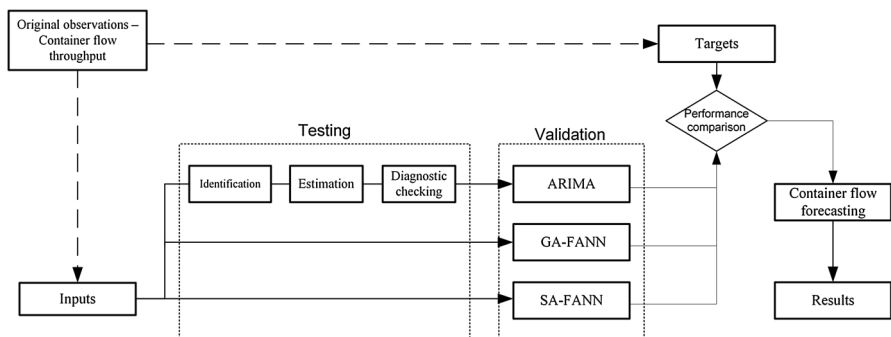 Original observations –
Container flow
throughput
Targets
Performance
comparison
Testing
Validation
Identification
Estimation
Diagnostic
checking
ARIMA
Container flow
forecasting
GA-FANN
Inputs
SA-FANN
Results